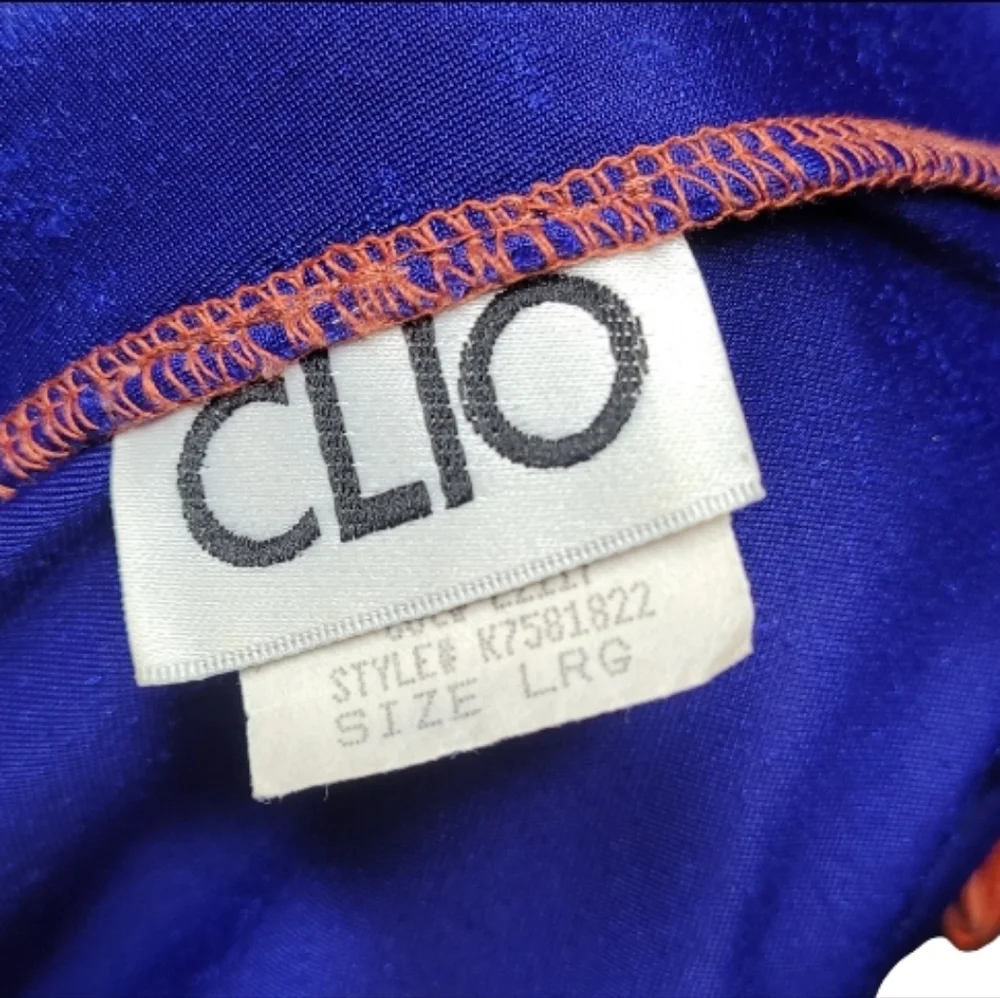 CLIO
STYLE# K7581822
SIZE LRG